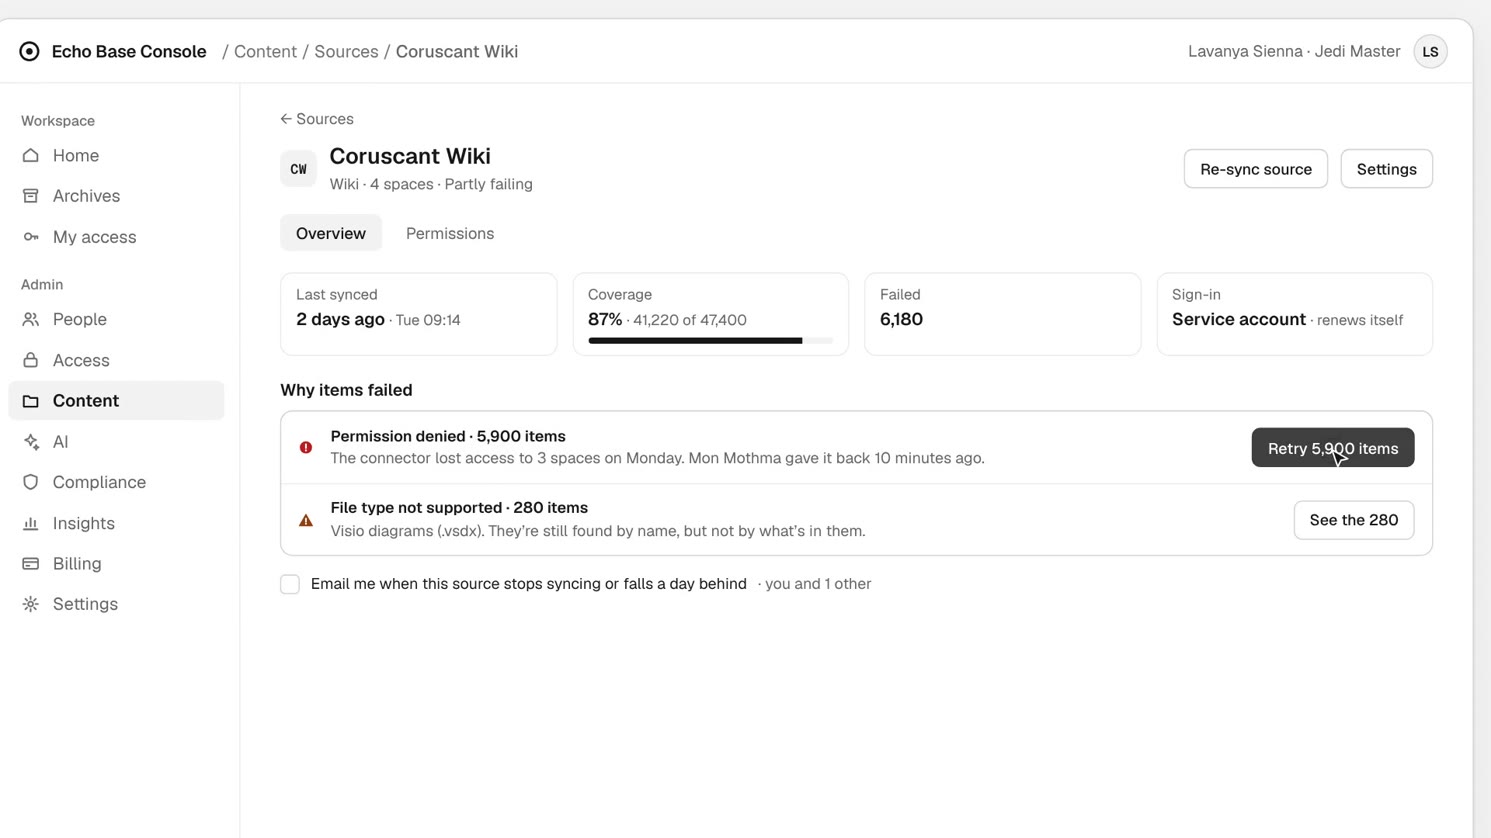 Echo Base Console / Content / Sources / Coruscant Wiki
Lavanya Sienna · Jedi Master LS
Workspace
Home
Archives
My access
Admin
People
Access
Content
AI
Compliance
Insights
Billing
Settings
← Sources
CW
Coruscant Wiki
Wiki · 4 spaces · Partly failing
Re-sync source
Settings
Overview
Permissions
Last synced
2 days ago · Tue 09:14
Coverage
87% · 41,220 of 47,400
Failed
6,180
Sign-in
Service account · renews itself
Why items failed
Permission denied · 5,900 items
The connector lost access to 3 spaces on Monday. Mon Mothma gave it back 10 minutes ago.
Retry 5,900 items
File type not supported · 280 items
Visio diagrams (.vsdx). They’re still found by name, but not by what’s in them.
See the 280
Email me when this source stops syncing or falls a day behind · you and 1 other